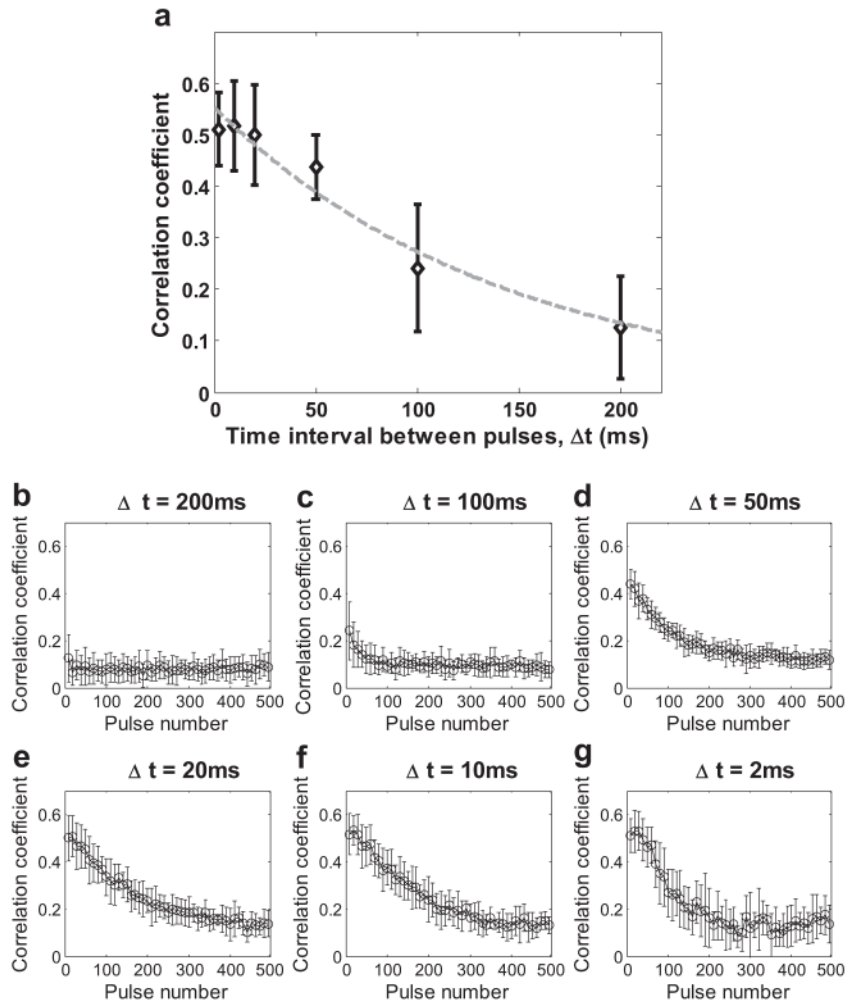 a
Correlation coefficient
0.6
0.5
0.4
0.3
0.2
0.1
0
0 50 100 150 200
Time interval between pulses, Δt (ms)
b
Δ t = 200ms
Correlation coefficient
0.6
0.4
0.2
0
0 100 200 300 400 500
Pulse number
c
Δ t = 100ms
Correlation coefficient
0.6
0.4
0.2
0
0 100 200 300 400 500
Pulse number
d
Δ t = 50ms
Correlation coefficient
0.6
0.4
0.2
0
0 100 200 300 400 500
Pulse number
e
Δ t = 20ms
Correlation coefficient
0.6
0.4
0.2
0
0 100 200 300 400 500
Pulse number
f
Δ t = 10ms
Correlation coefficient
0.6
0.4
0.2
0
0 100 200 300 400 500
Pulse number
g
Δ t = 2ms
Correlation coefficient
0.6
0.4
0.2
0
0 100 200 300 400 500
Pulse number